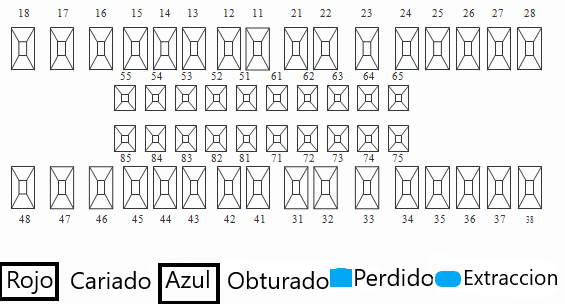 18 17 16 15 14 13 12 11 21 22 23 24 25 26 27 28
55 54 53 52 51 61 62 63 64 65
85 84 83 82 81 71 72 73 74 75
48 47 46 45 44 43 42 41 31 32 33 34 35 36 37 38
Rojo Cariado Azul Obturado Perdido Extraccion